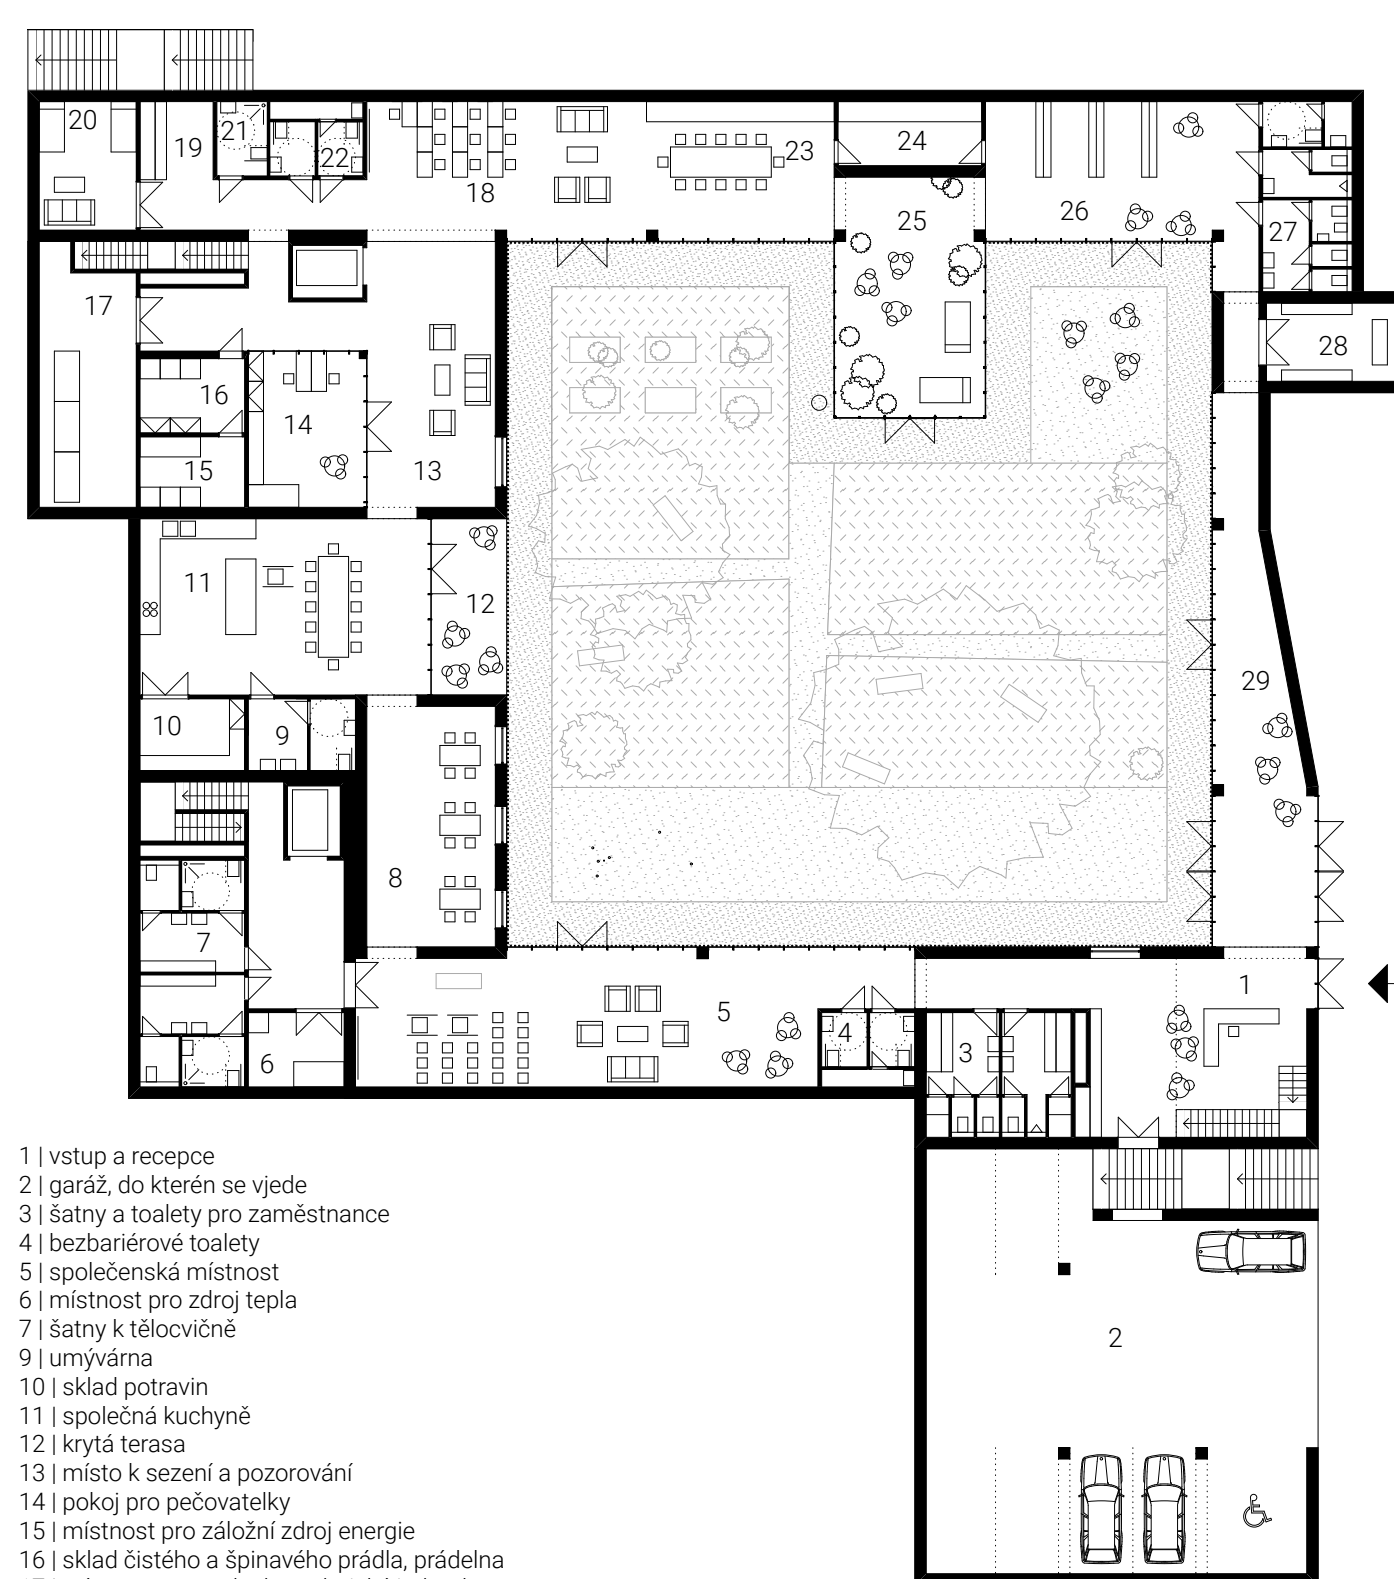 20
19
21
22
18
23
24
25
26
27
28
17
16
15
14
13
11
12
10
9
8
7
6
5
4
3
1
29
2
1 | vstup a recepce
2 | garáž, do kterén se vjede
3 | šatny a toalety pro zaměstnance
4 | bezbariérové toalety
5 | společenská místnost
6 | místnost pro zdroj tepla
7 | šatny k tělocvičně
9 | umývárna
10 | sklad potravin
11 | společná kuchyně
12 | krytá terasa
13 | místo k sezení a pozorování
14 | pokoj pro pečovatelky
15 | místnost pro záložní zdroj energie
16 | sklad čistého a špinavého prádla, prádelna